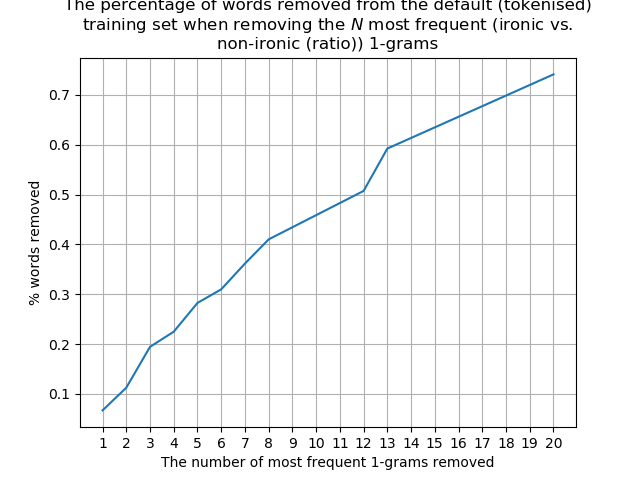 The percentage of words removed from the default (tokenised)
training set when removing the N most frequent (ironic vs.
non-ironic (ratio)) 1-grams
0.7
0.6
0.5
0.4
0.3
0.2
0.1
% words removed
1 2 3 4 5 6 7 8 9 10 11 12 13 14 15 16 17 18 19 20
The number of most frequent 1-grams removed